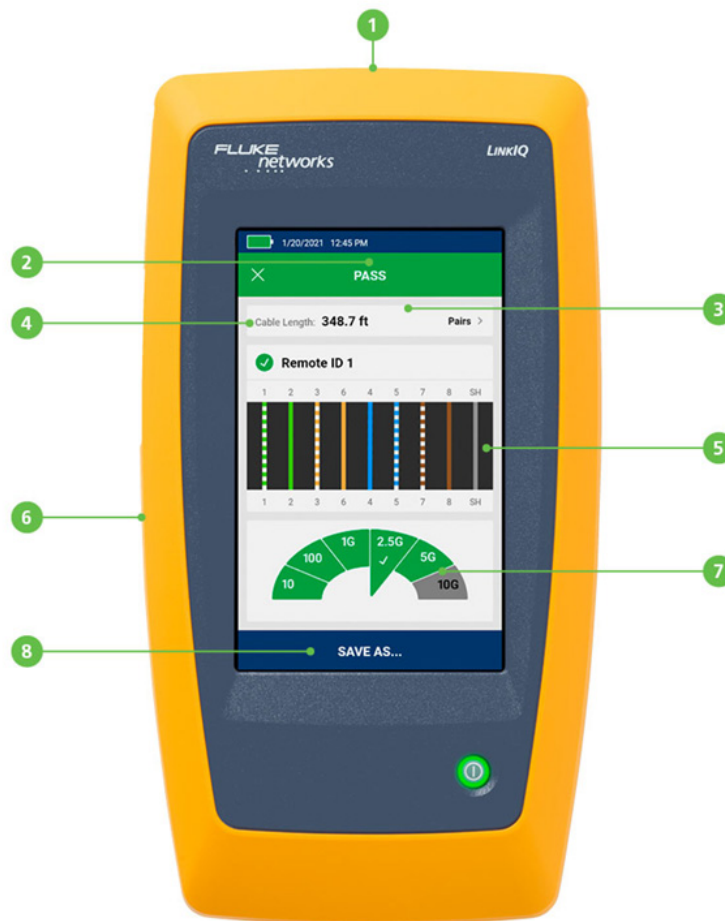 1
FLUKE
networks
LINKIQ
1/20/2021 12:45 PM
2
PASS
3
4
Cable Length: 348.7 ft
Pairs >
Remote ID 1
1 2 3 6 4 5 7 8 SH
5
1 2 3 6 4 5 7 8 SH
6
10 100 1G 2.5G 5G 10G
7
8
SAVE AS...